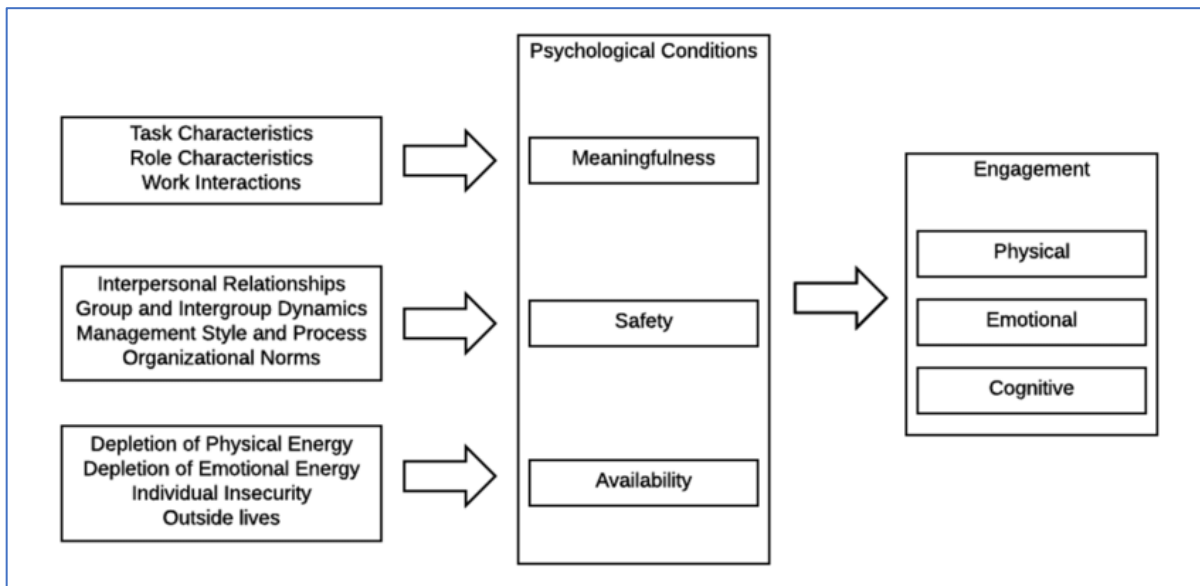 Psychological Conditions
Task Characteristics
Role Characteristics
Work Interactions
Meaningfulness
Engagement
Physical
Emotional
Cognitive
Interpersonal Relationships
Group and Intergroup Dynamics
Management Style and Process
Organizational Norms
Safety
Depletion of Physical Energy
Depletion of Emotional Energy
Individual Insecurity
Outside lives
Availability